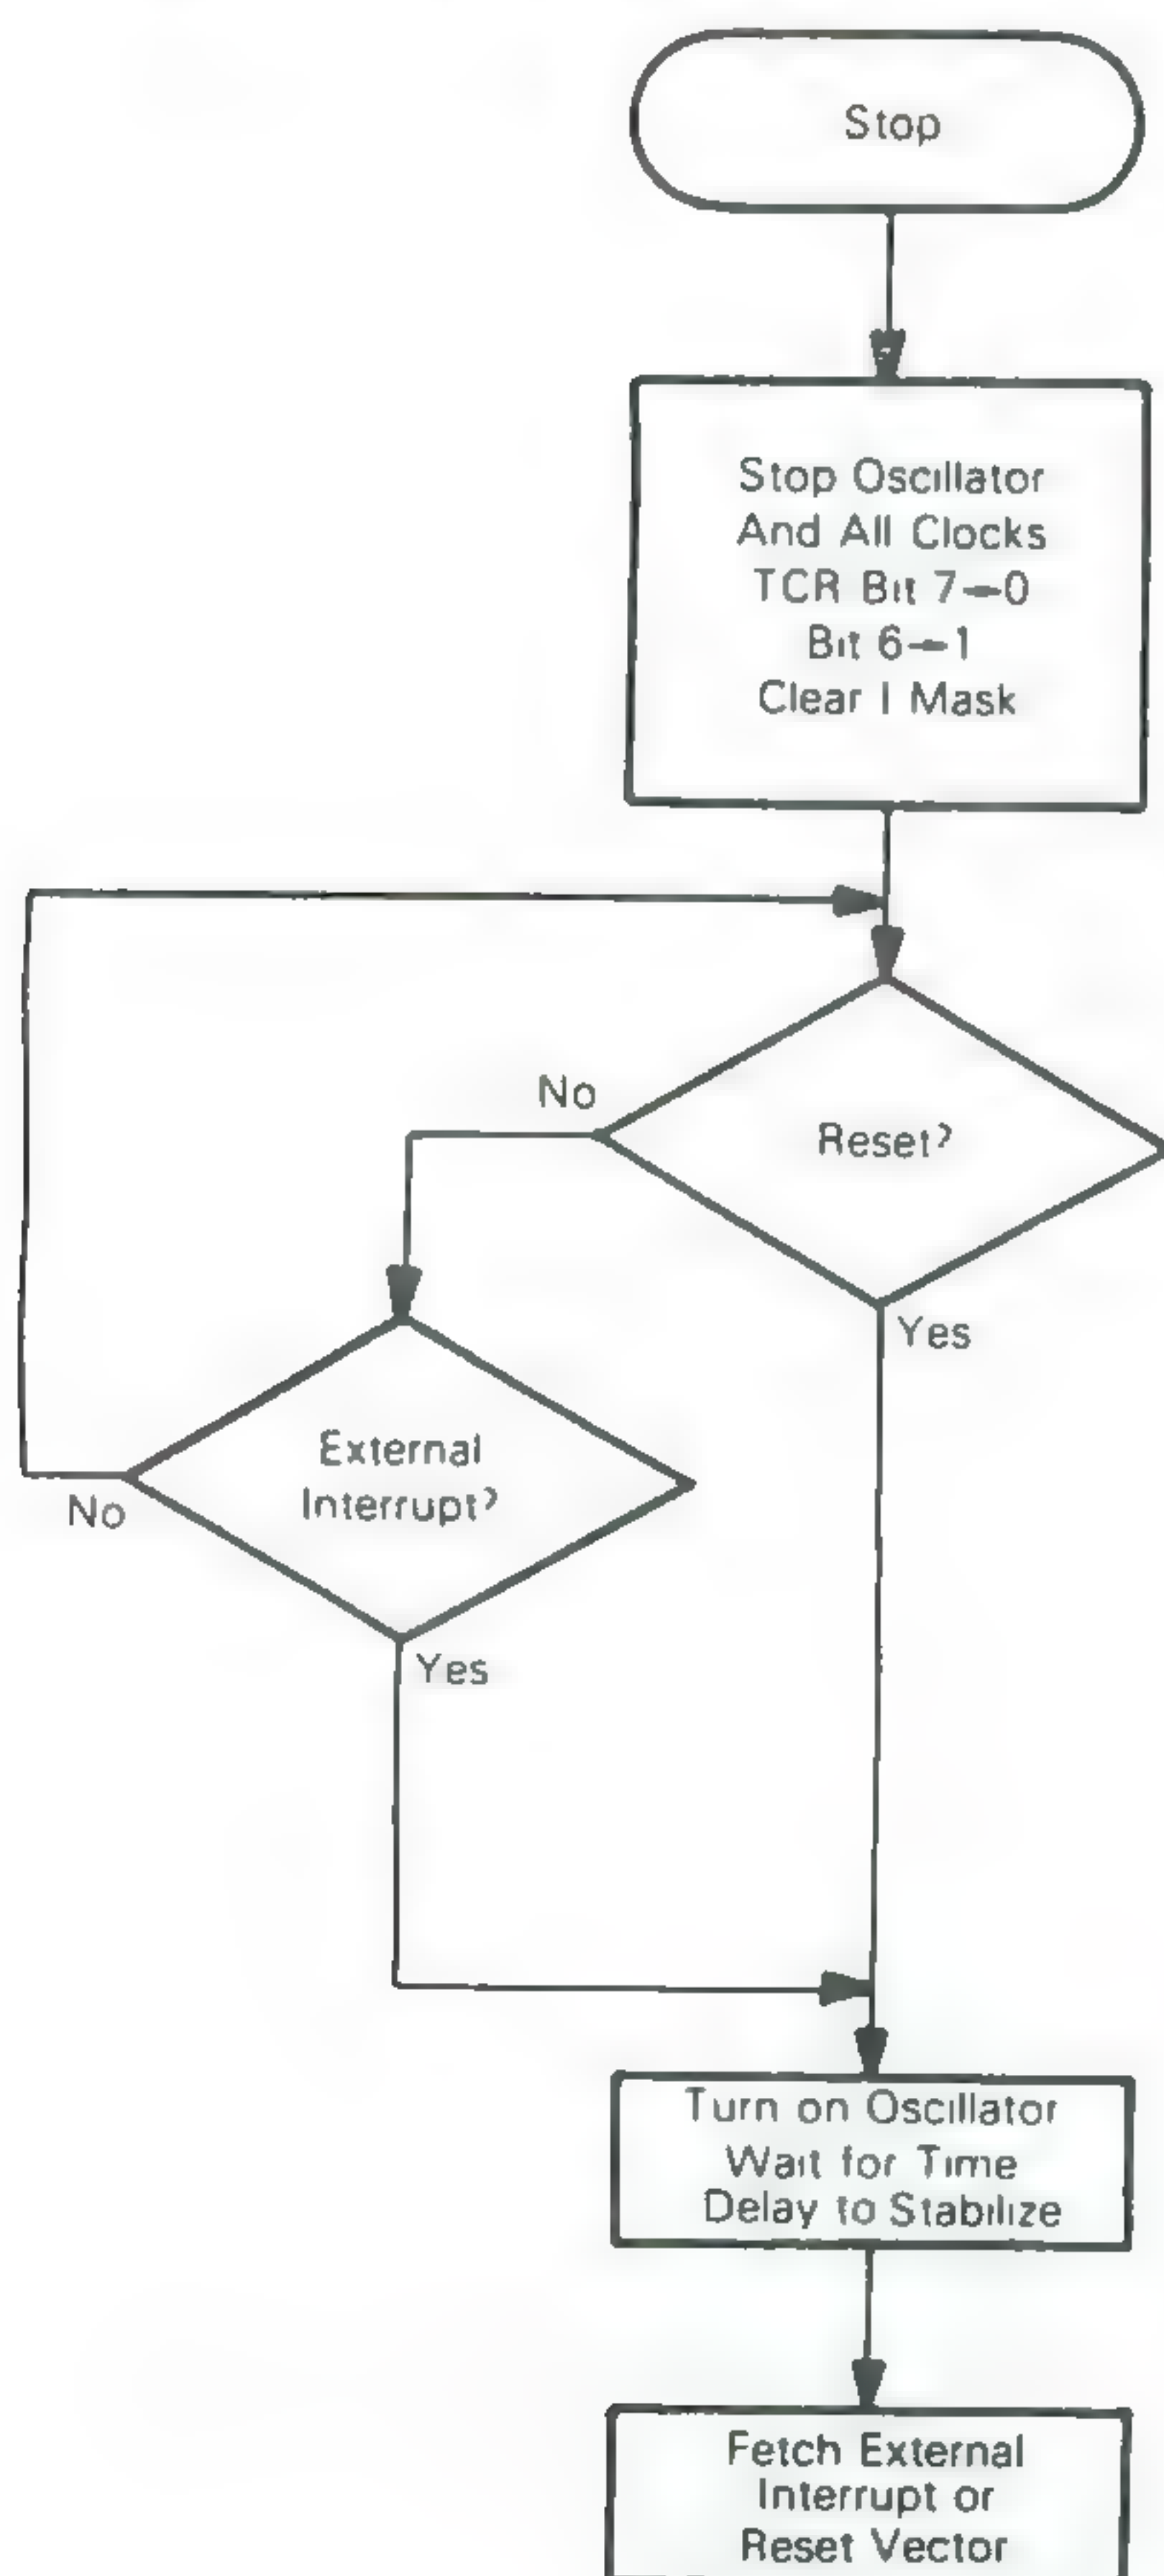 Stop
Stop Oscillator
And All Clocks
TCR Bit 7→0
Bit 6→1
Clear I Mask
No
Reset?
Yes
External
Interrupt?
No
Yes
Turn on Oscillator
Wait for Time
Delay to Stabilize
Fetch External
Interrupt or
Reset Vector